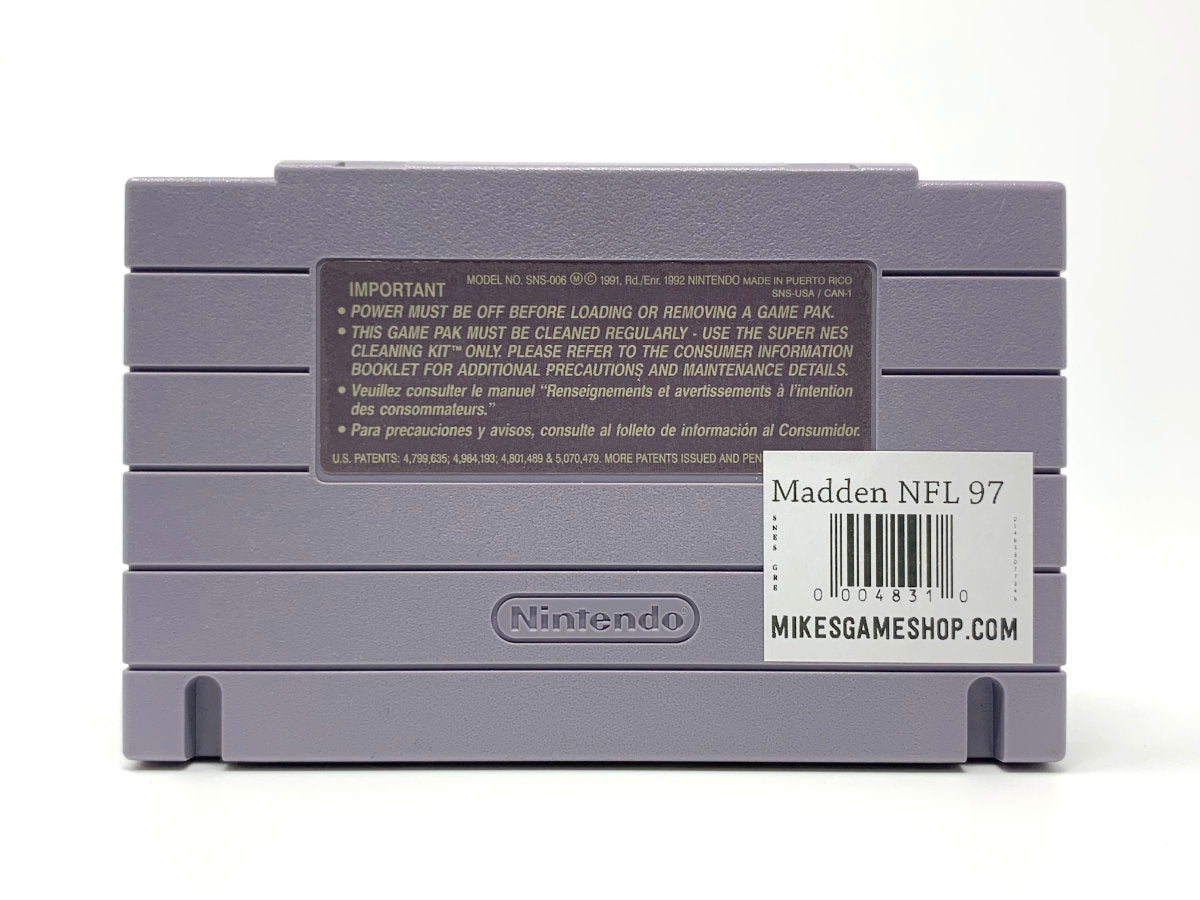 MODEL NO. SNS-006 Ⓜ © 1991, Rd./Enr. 1992 NINTENDO MADE IN PUERTO RICO
IMPORTANT SNS-USA / CAN-1
• POWER MUST BE OFF BEFORE LOADING OR REMOVING A GAME PAK.
• THIS GAME PAK MUST BE CLEANED REGULARLY - USE THE SUPER NES
CLEANING KIT™ ONLY. PLEASE REFER TO THE CONSUMER INFORMATION
BOOKLET FOR ADDITIONAL PRECAUTIONS AND MAINTENANCE DETAILS.
• Veuillez consulter le manuel “Renseignements et avertissements à l'intention
des consommateurs.”
• Para precauciones y avisos, consulte al folleto de información al Consumidor.
U.S. PATENTS: 4,799,635; 4,984,193; 4,801,489 & 5,070,479. MORE PATENTS ISSUED AND PEN
Madden NFL 97
SNES GRE
0 004831 0
MIKESGAMESHOP.COM
Nintendo®